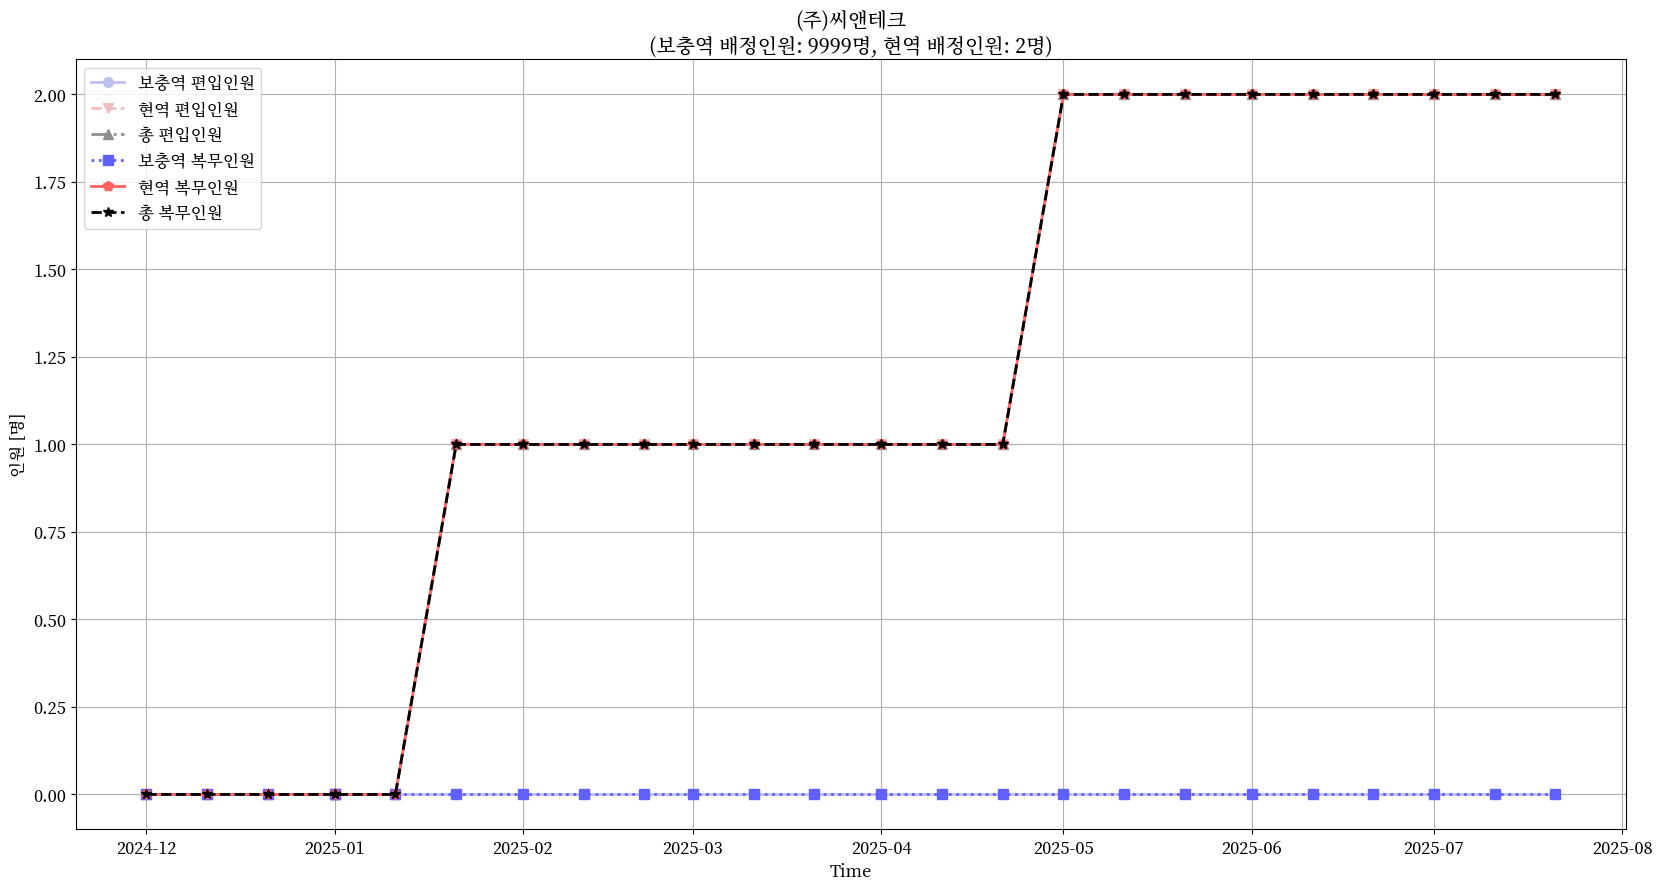 (주)씨앤테크
(보충역 배정인원: 9999명, 현역 배정인원: 2명)
보충역 편입인원
현역 편입인원
총 편입인원
보충역 복무인원
현역 복무인원
총 복무인원
2.00
1.75
1.50
1.25
1.00
0.75
0.50
0.25
0.00
인원 [명]
2024-12
2025-01
2025-02
2025-03
2025-04
2025-05
2025-06
2025-07
2025-08
Time